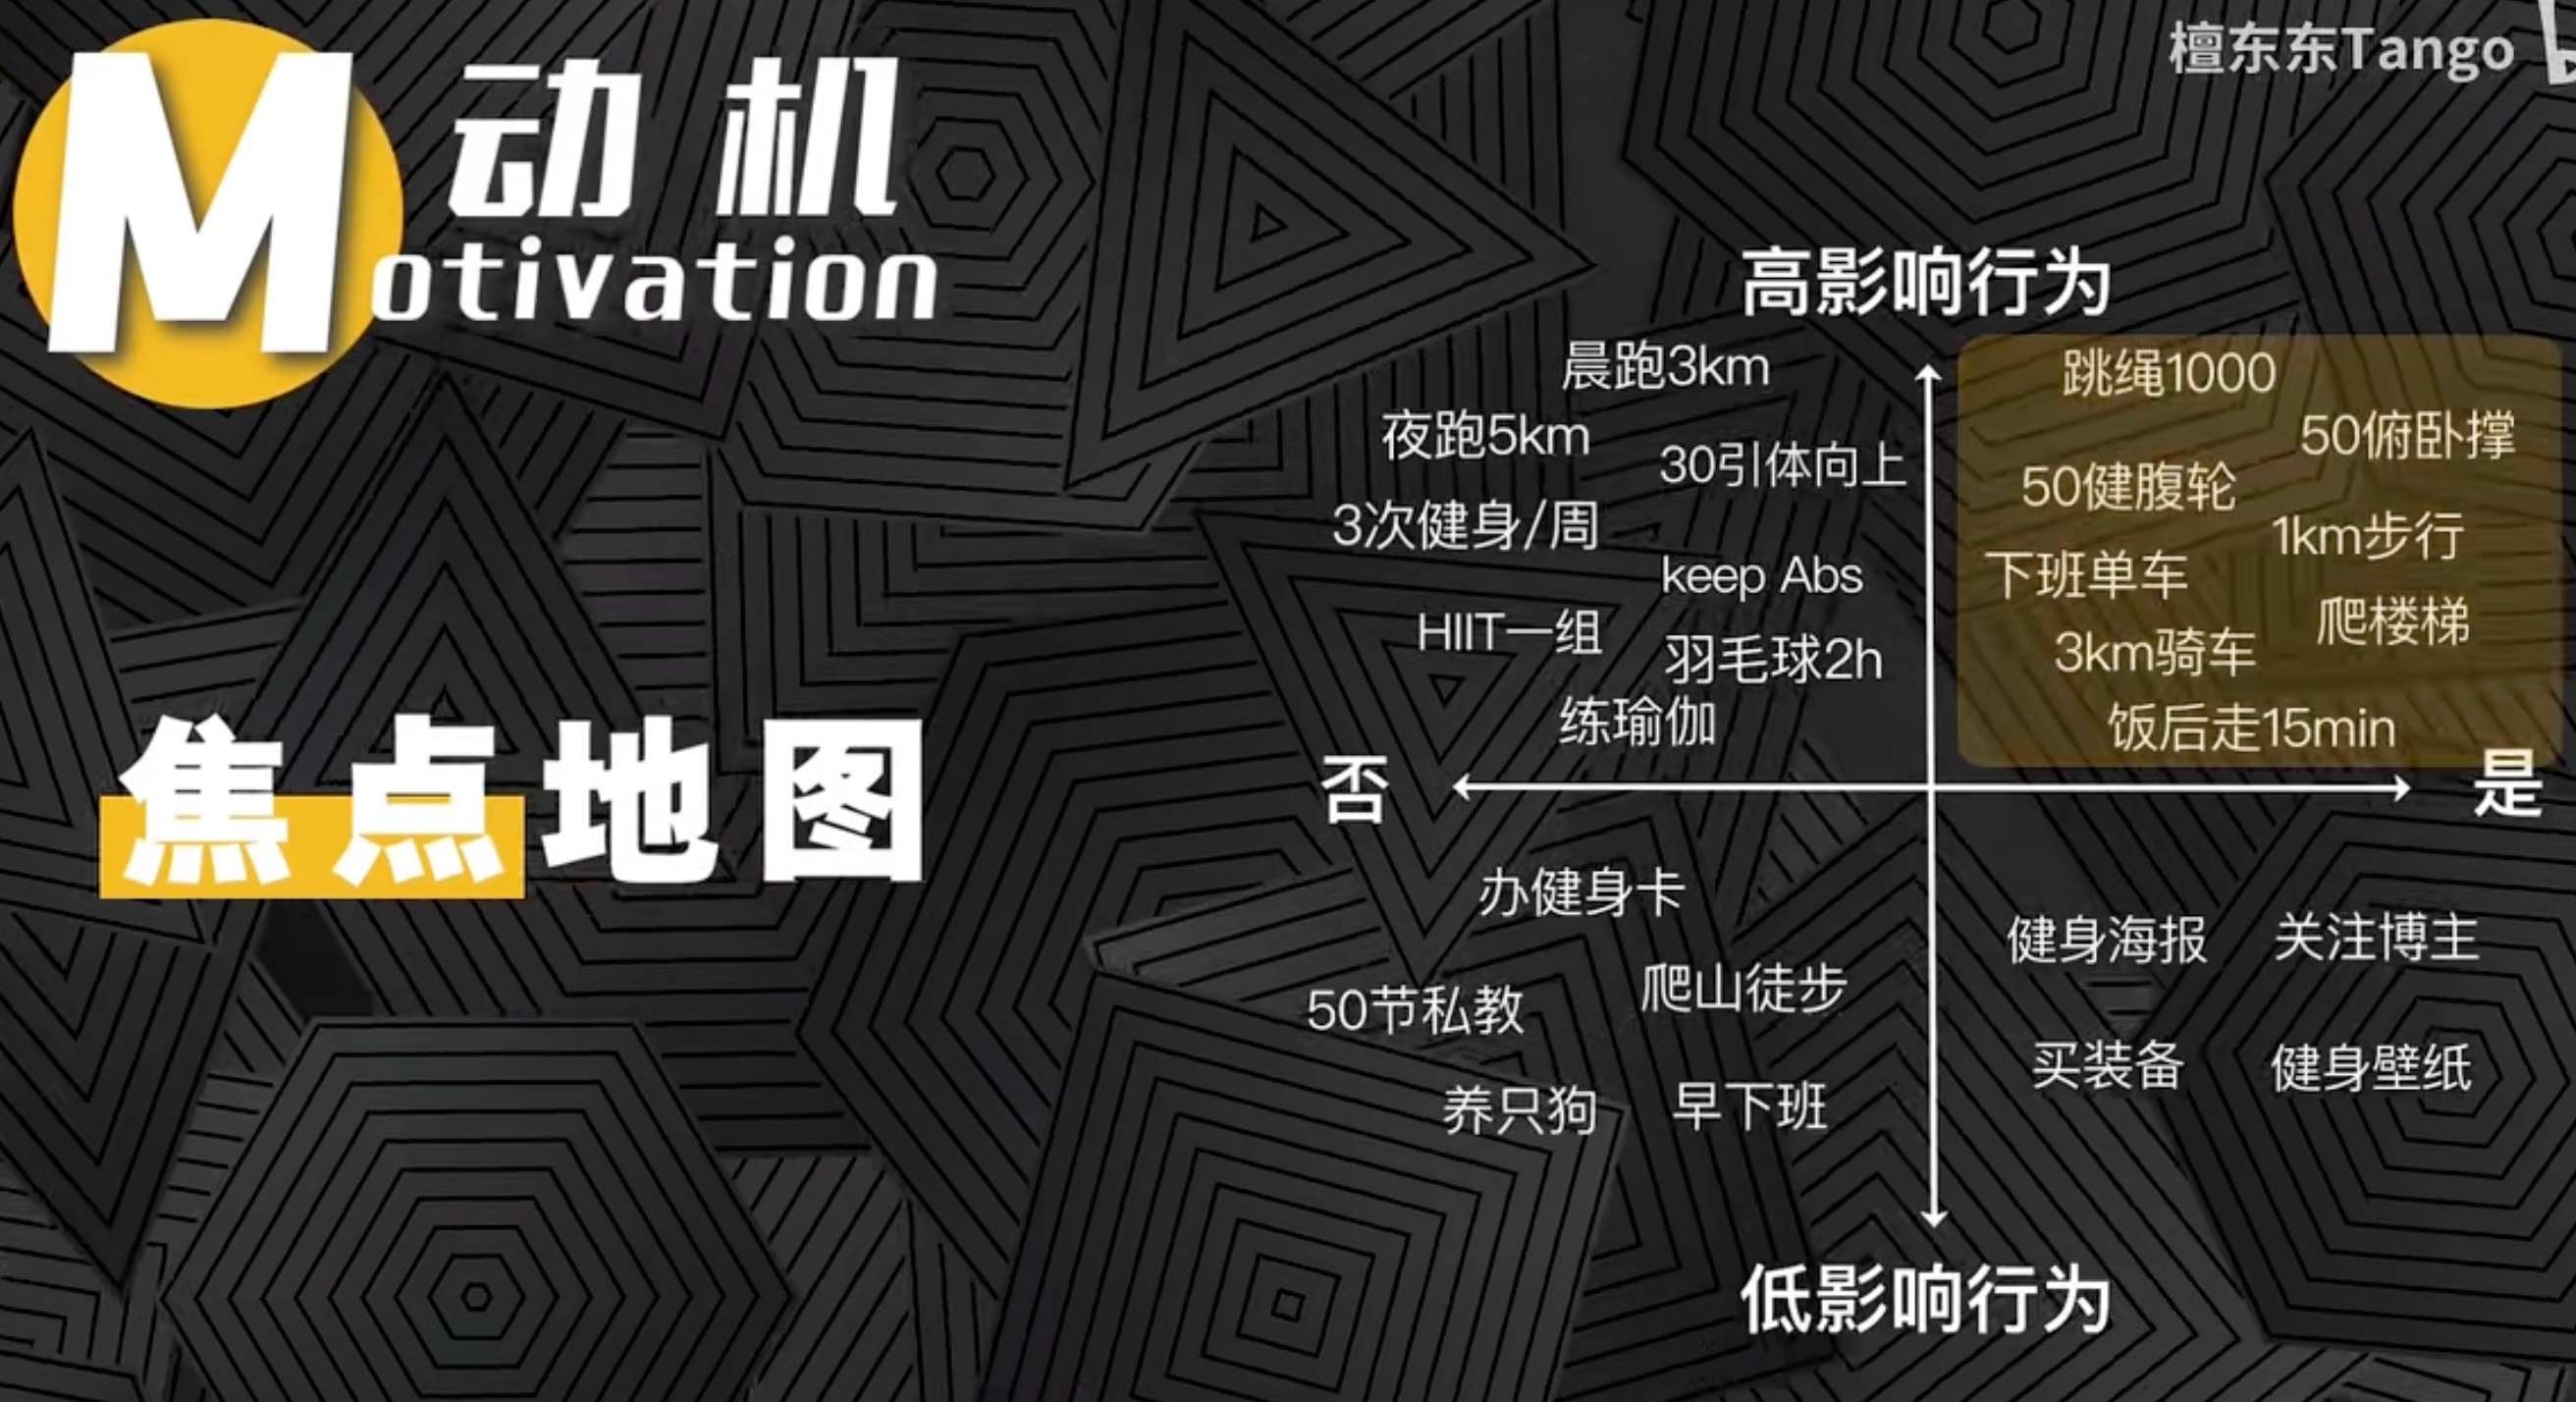 檀东东Tango
动机
Motivation
焦点地图
高影响行为
晨跑3km
夜跑5km
30引体向上
3次健身/周
keep Abs
HIIT一组
羽毛球2h
练瑜伽
跳绳1000
50俯卧撑
50健腹轮
1km步行
下班单车
爬楼梯
3km骑车
饭后走15min
否
是
办健身卡
爬山徒步
50节私教
养只狗
早下班
健身海报
关注博主
买装备
健身壁纸
低影响行为